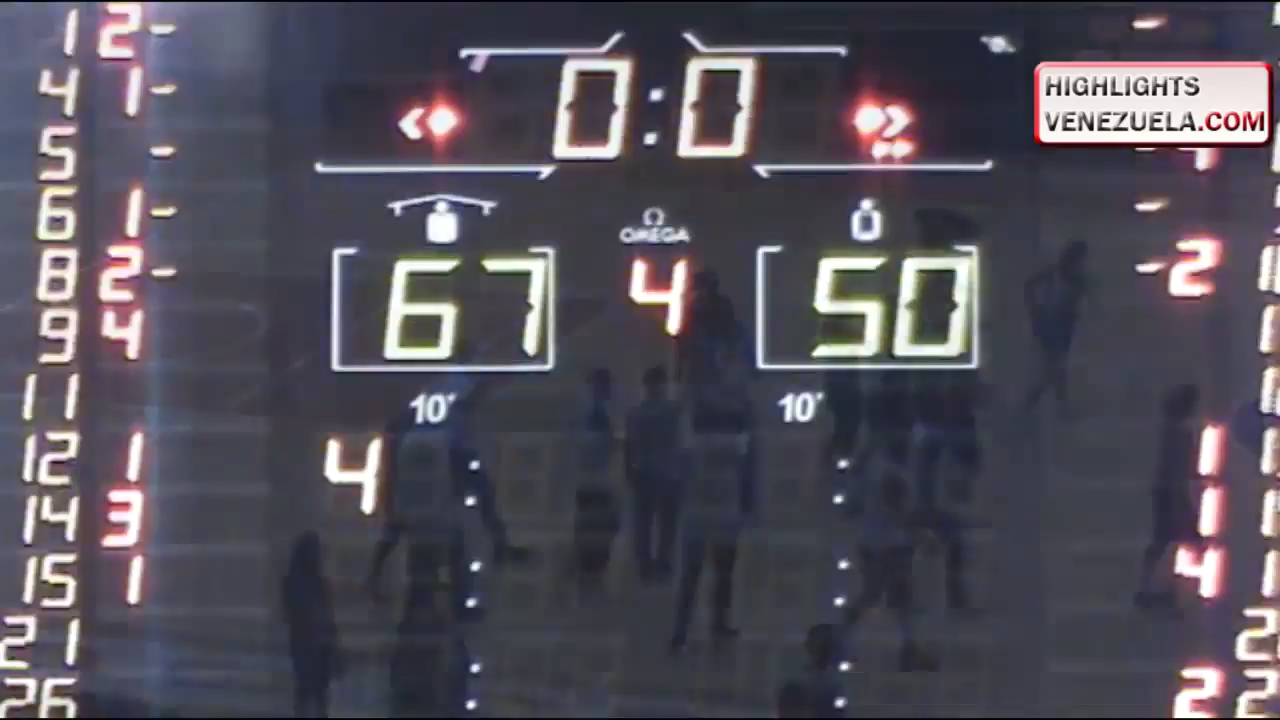 1 2 -
4 1 -
0:0
HIGHLIGHTS
VENEZUELA.COM
5 -
6 1 -
Ω
OMEGA
8 2 -
67 4 50
-2
9 4
11
10' 10'
12 1
4
1
14 3
1
15 1
4
21
26
2